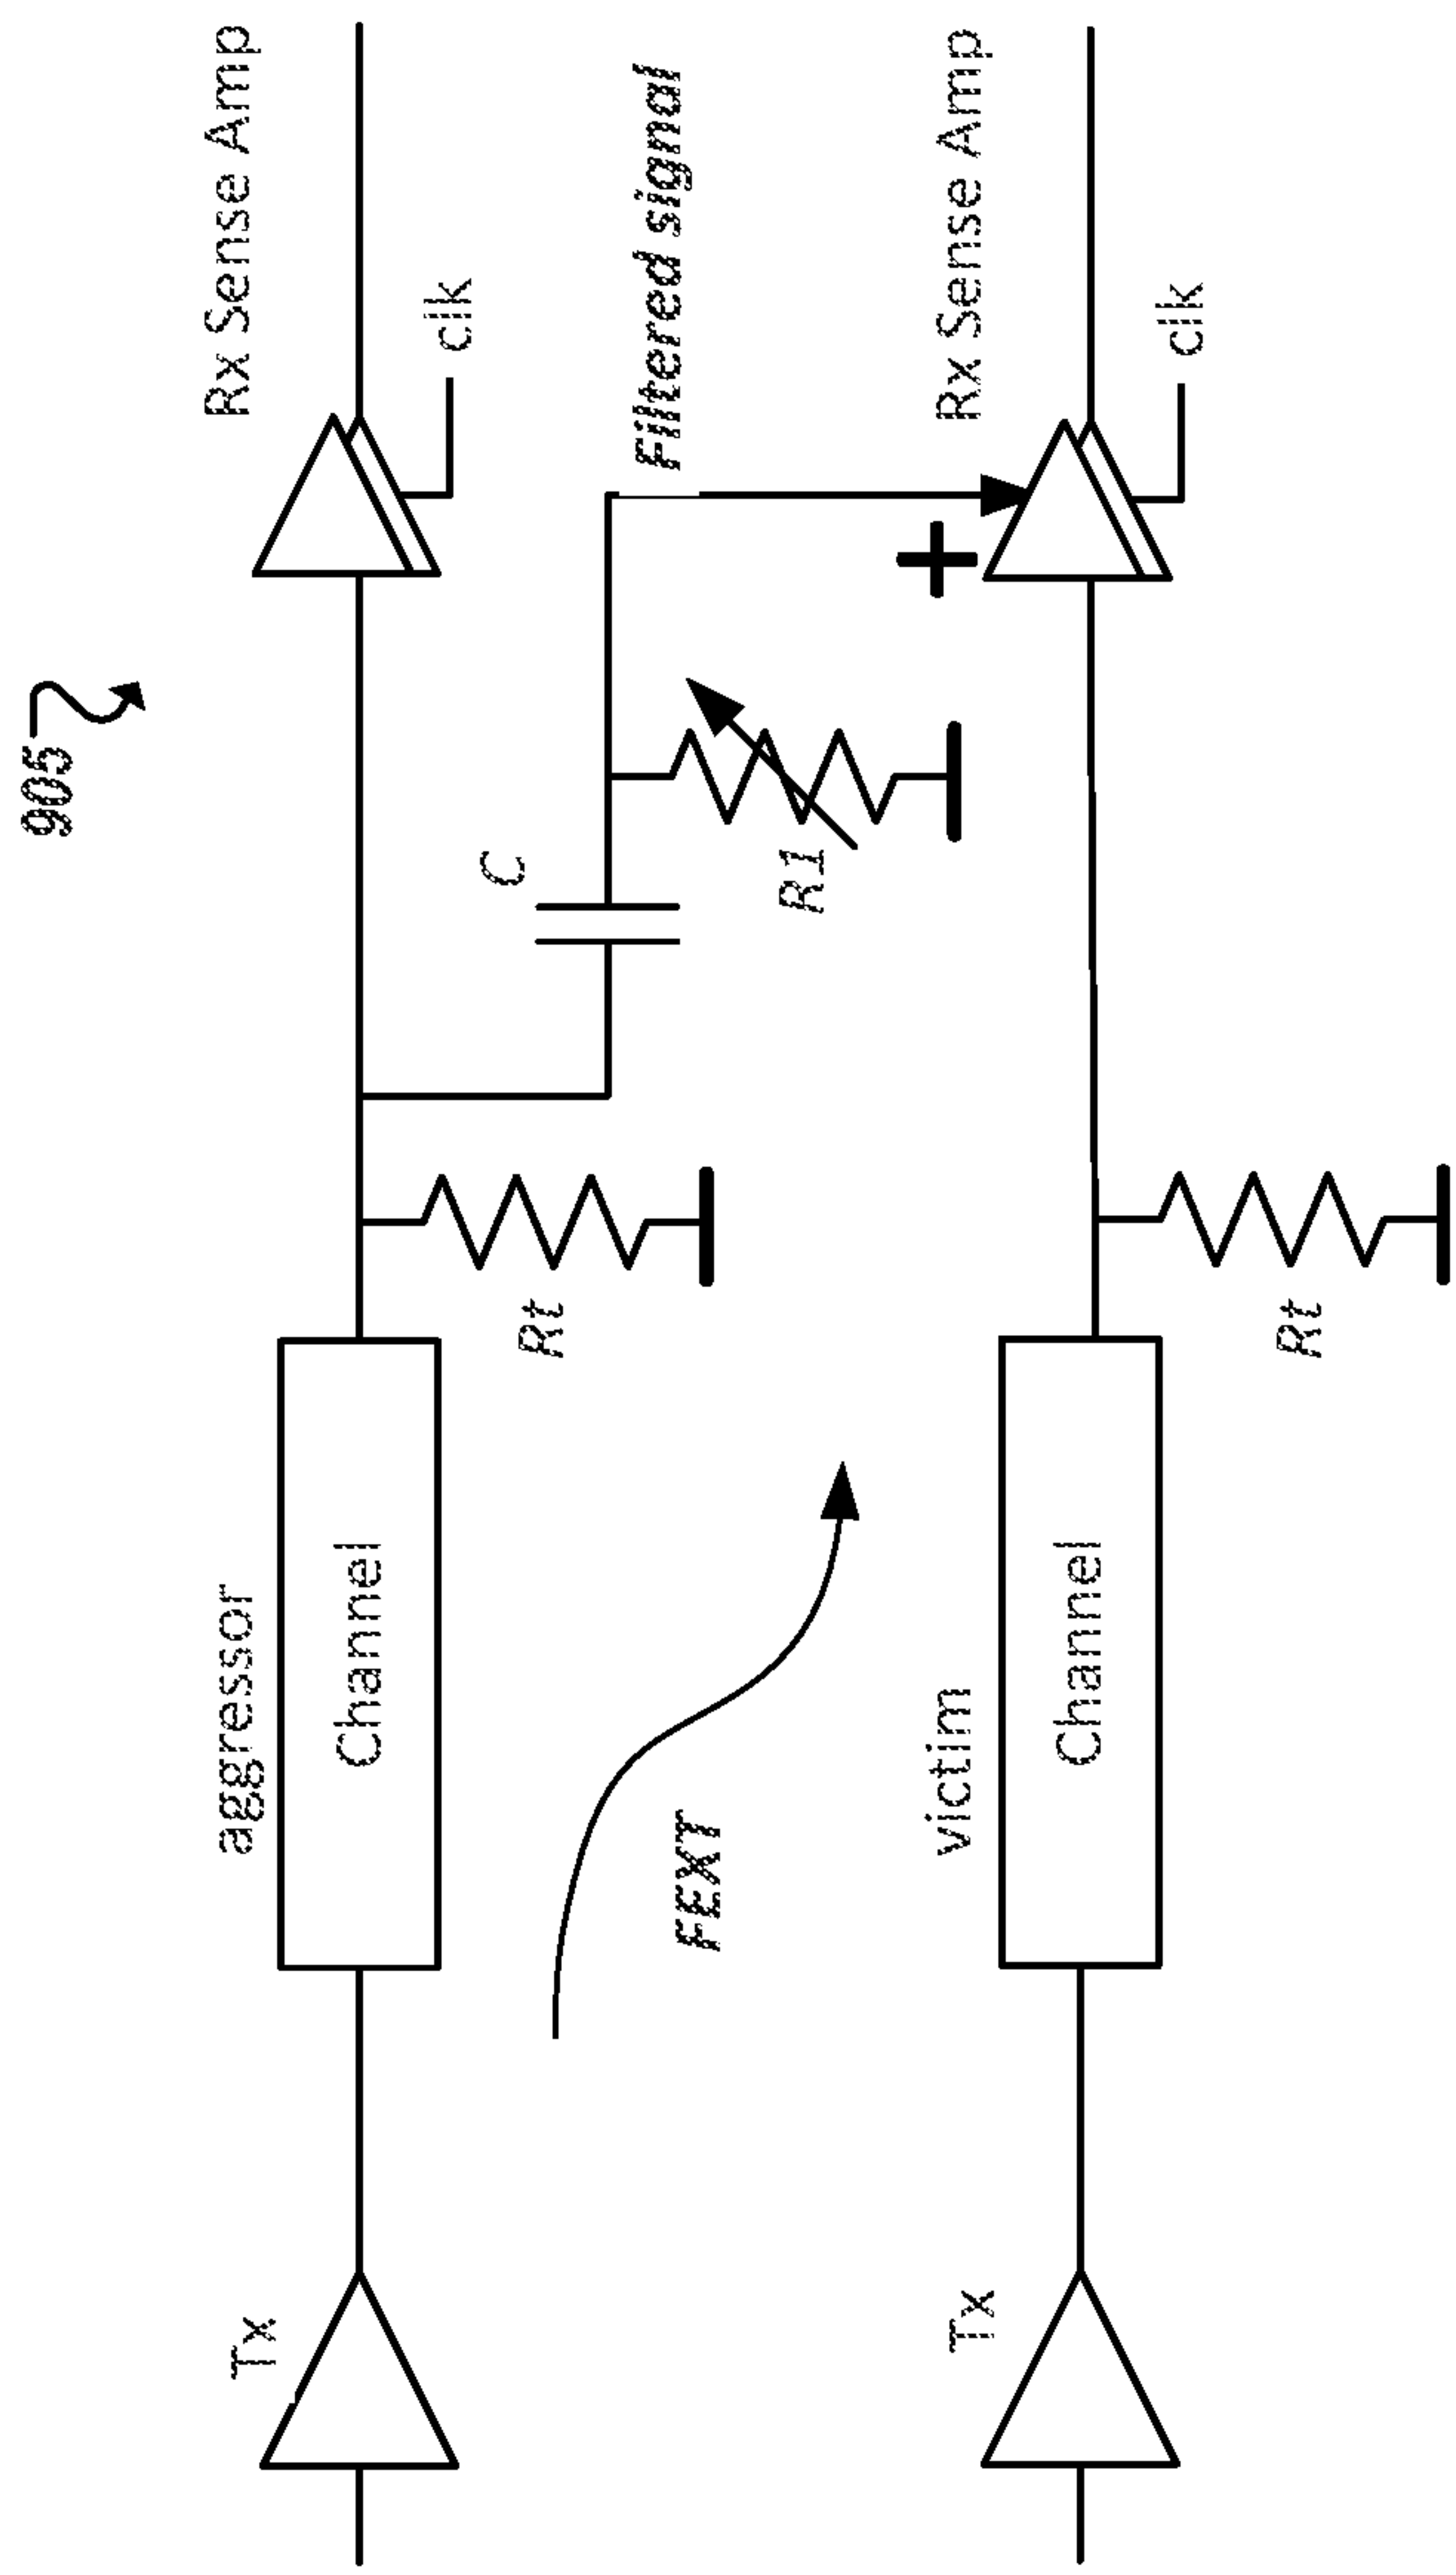 905
Tx
aggressor
Channel
Rt
C
R1
Rx Sense Amp
clk
FEXT
Filtered signal
Tx
victim
Channel
Rt
+
Rx Sense Amp
clk